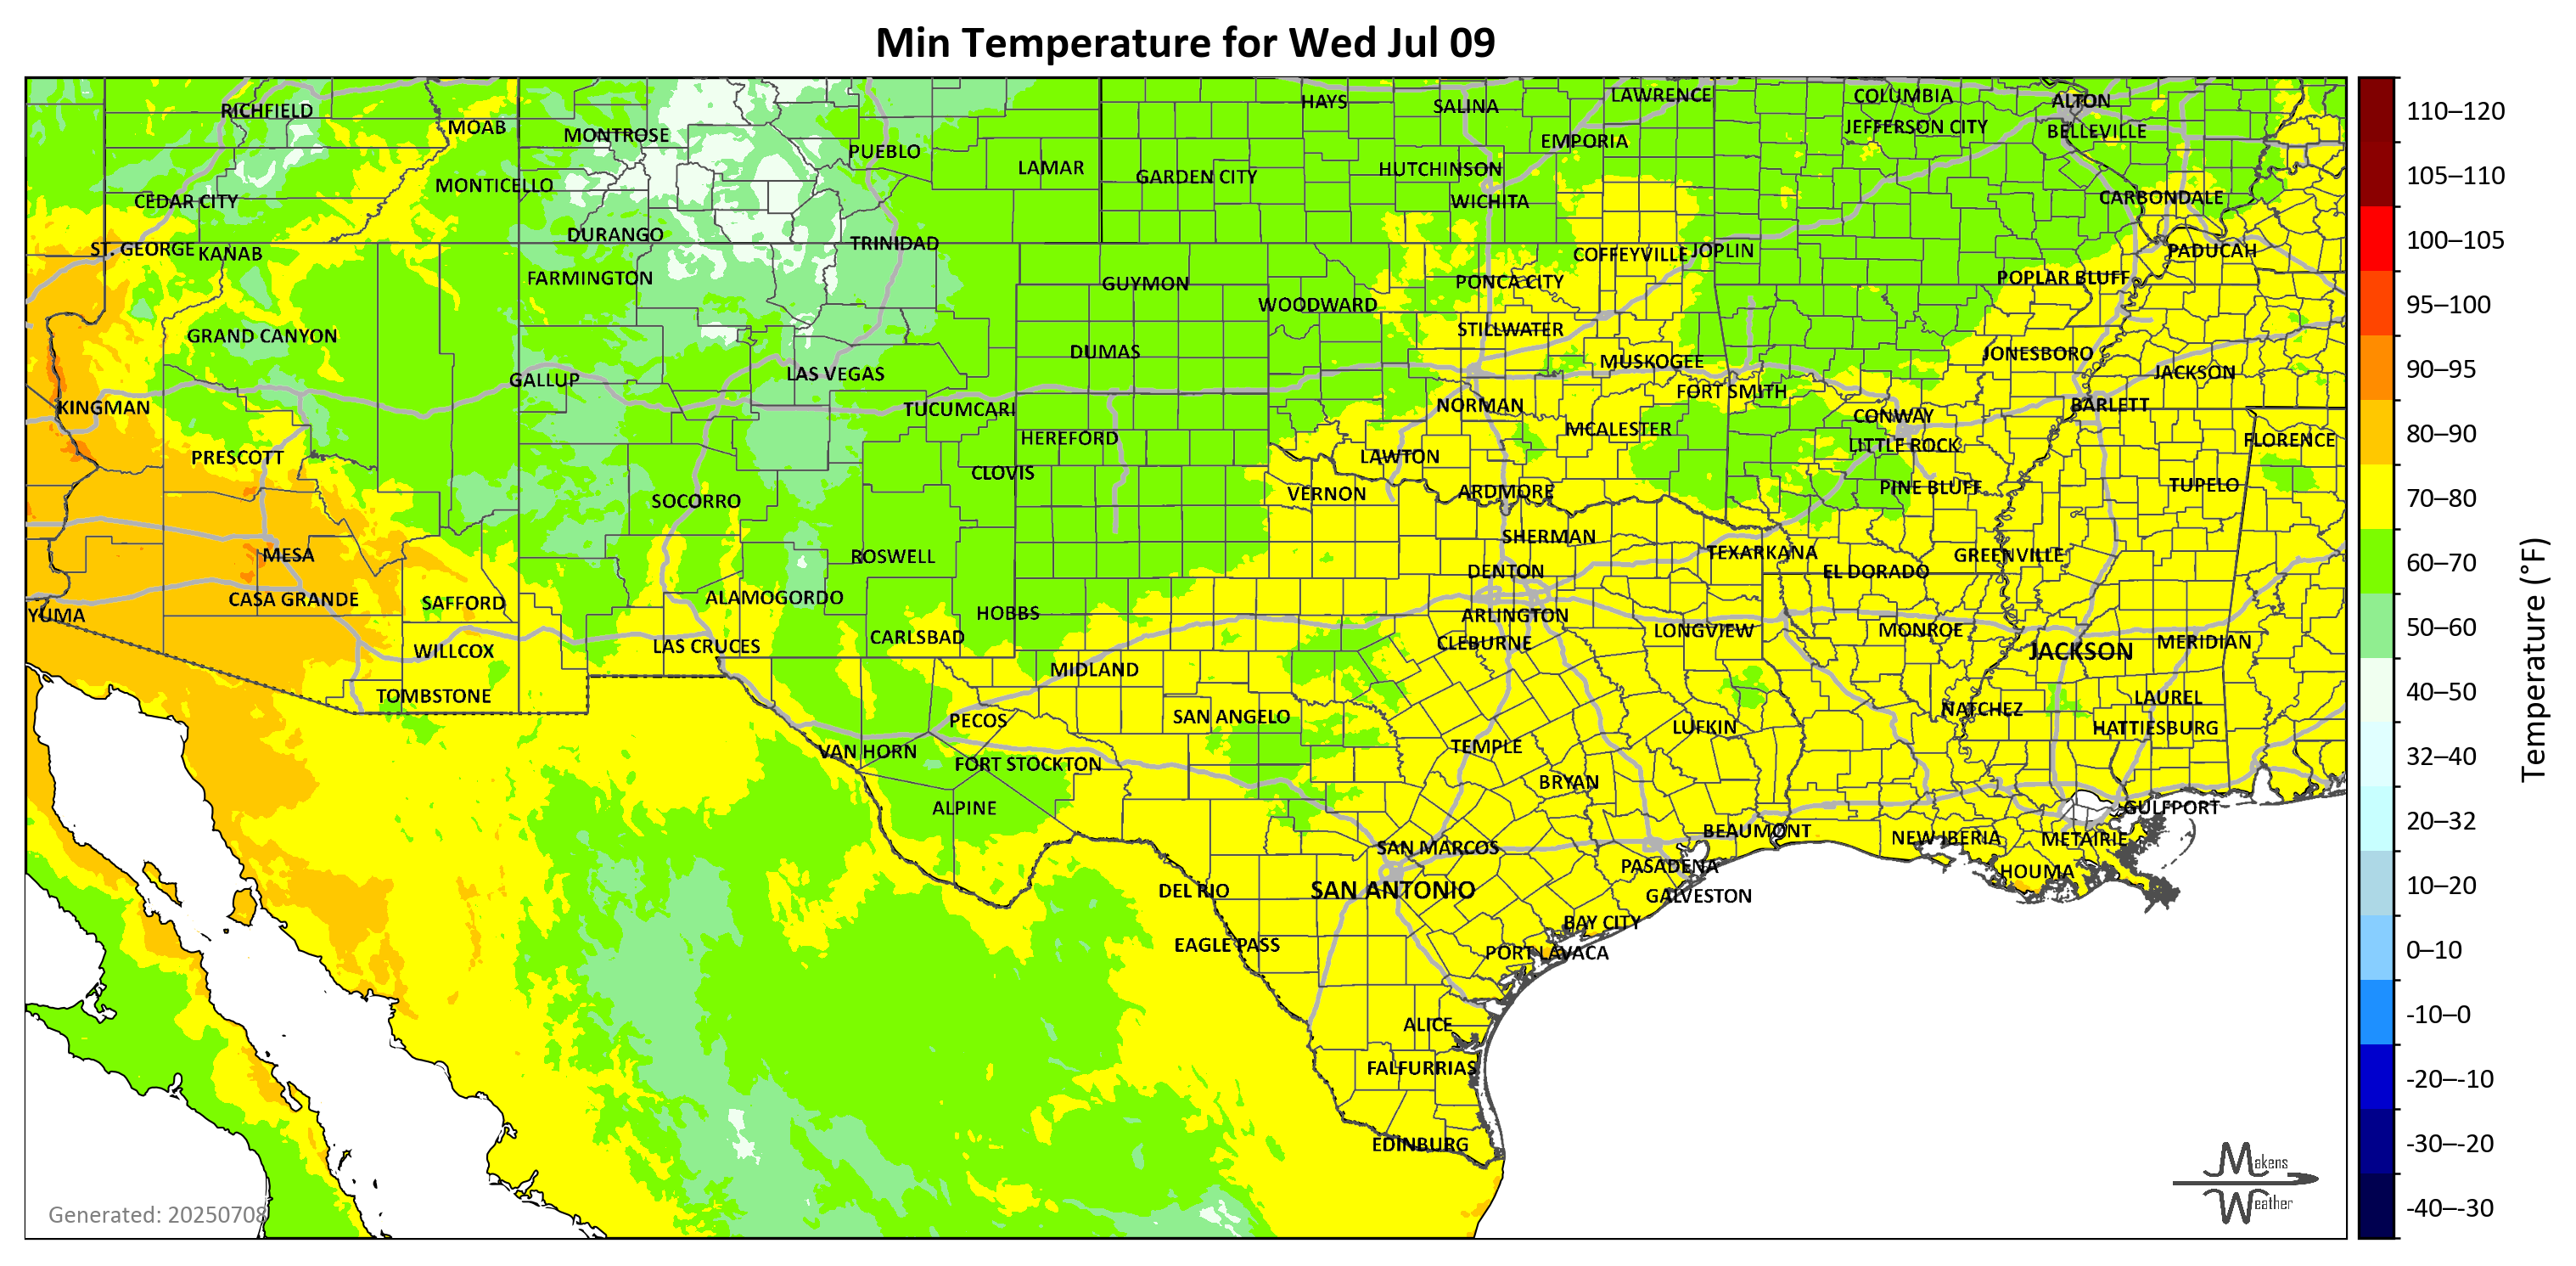 Min Temperature for Wed Jul 09
RICHFIELD
MOAB
MONTROSE
PUEBLO
LAMAR
HAYS
SALINA
LAWRENCE
COLUMBIA
ALTON
EMPORIA
JEFFERSON CITY
BELLEVILLE
MONTICELLO
GARDEN CITY
HUTCHINSON
CEDAR CITY
WICHITA
CARBONDALE
ST. GEORGE
KANAB
DURANGO
TRINIDAD
COFFEYVILLE
JOPLIN
PADUCAH
FARMINGTON
GUYMON
PONCA CITY
POPLAR BLUFF
WOODWARD
GRAND CANYON
STILLWATER
DUMAS
MUSKOGEE
JONESBORO
GALLUP
LAS VEGAS
FORT SMITH
JACKSON
KINGMAN
TUCUMCARI
NORMAN
CONWAY
BARLETT
HEREFORD
MCALESTER
LITTLE ROCK
FLORENCE
PRESCOTT
CLOVIS
LAWTON
SOCORRO
VERNON
ARDMORE
PINE BLUFF
TUPELO
MESA
ROSWELL
SHERMAN
TEXARKANA
GREENVILLE
DENTON
EL DORADO
YUMA
CASA GRANDE
SAFFORD
ALAMOGORDO
HOBBS
ARLINGTON
WILLCOX
LAS CRUCES
CARLSBAD
CLEBURNE
LONGVIEW
MONROE
JACKSON
MERIDIAN
TOMBSTONE
MIDLAND
LAUREL
PECOS
SAN ANGELO
LUFKIN
NATCHEZ
HATTIESBURG
VAN HORN
FORT STOCKTON
TEMPLE
BRYAN
ALPINE
GULFPORT
SAN MARCOS
BEAUMONT
NEW IBERIA
METAIRIE
DEL RIO
SAN ANTONIO
PASADENA
HOUMA
GALVESTON
EAGLE PASS
BAY CITY
PORT LAVACA
ALICE
FALFURRIAS
EDINBURG
Generated: 20250708
Makens
Weather
110–120
105–110
100–105
95–100
90–95
80–90
70–80
60–70
50–60
40–50
32–40
20–32
10–20
0–10
-10–0
-20–-10
-30–-20
-40–-30
Temperature (°F)